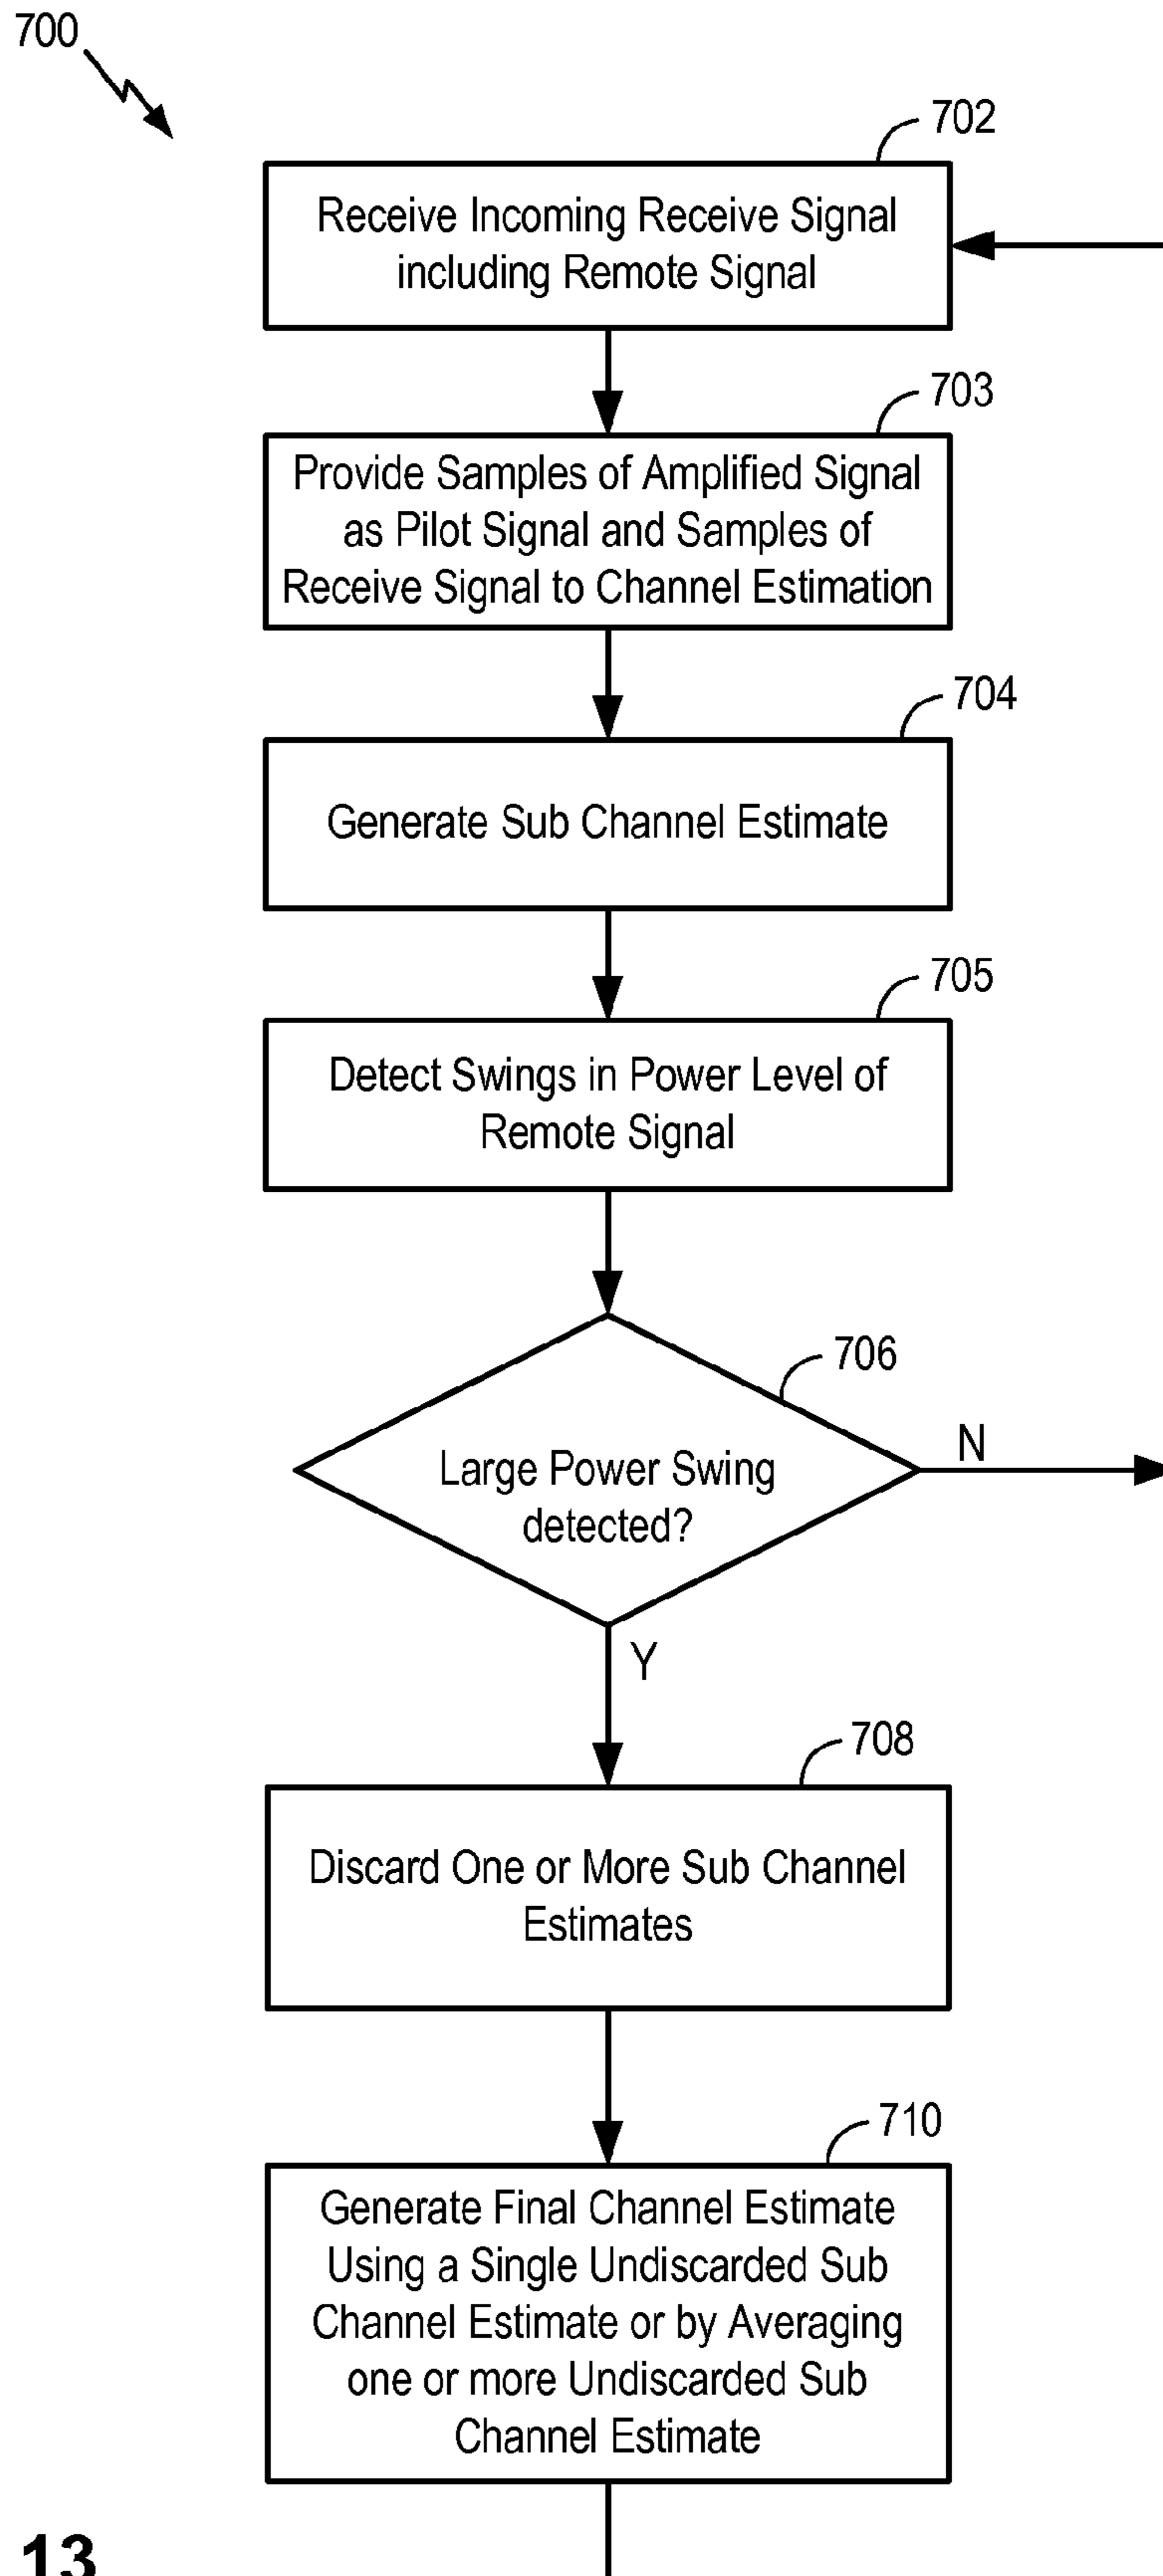 700
702
Receive Incoming Receive Signal
including Remote Signal
703
Provide Samples of Amplified Signal
as Pilot Signal and Samples of
Receive Signal to Channel Estimation
704
Generate Sub Channel Estimate
705
Detect Swings in Power Level of
Remote Signal
706
Large Power Swing
detected?
N
Y
708
Discard One or More Sub Channel
Estimates
710
Generate Final Channel Estimate
Using a Single Undiscarded Sub
Channel Estimate or by Averaging
one or more Undiscarded Sub
Channel Estimate
13